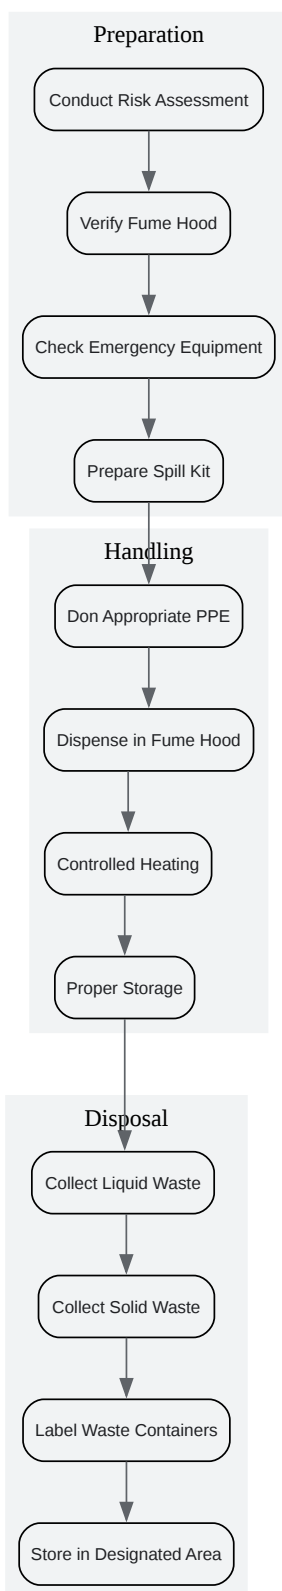 Preparation
Conduct Risk Assessment
Verify Fume Hood
Check Emergency Equipment
Prepare Spill Kit
Handling
Don Appropriate PPE
Dispense in Fume Hood
Controlled Heating
Proper Storage
Disposal
Collect Liquid Waste
Collect Solid Waste
Label Waste Containers
Store in Designated Area